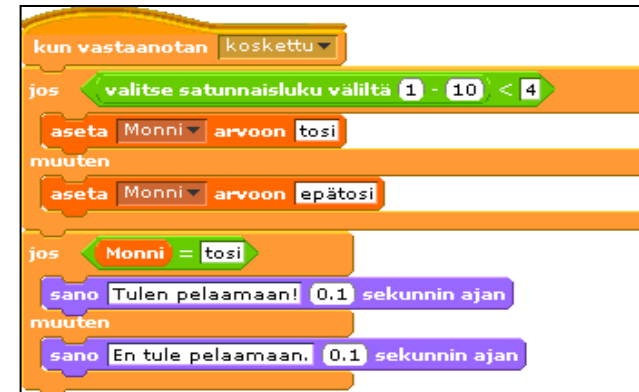 kun vastaanotan koskettu
jos valitse satunnaisluku väliltä 1 - 10 < 4
aseta Monni arvoon tosi
muuten
aseta Monni arvoon epätosi
jos Monni = tosi
sano Tulen pelaamaan! 0.1 sekunnin ajan
muuten
sano En tule pelaamaan. 0.1 sekunnin ajan